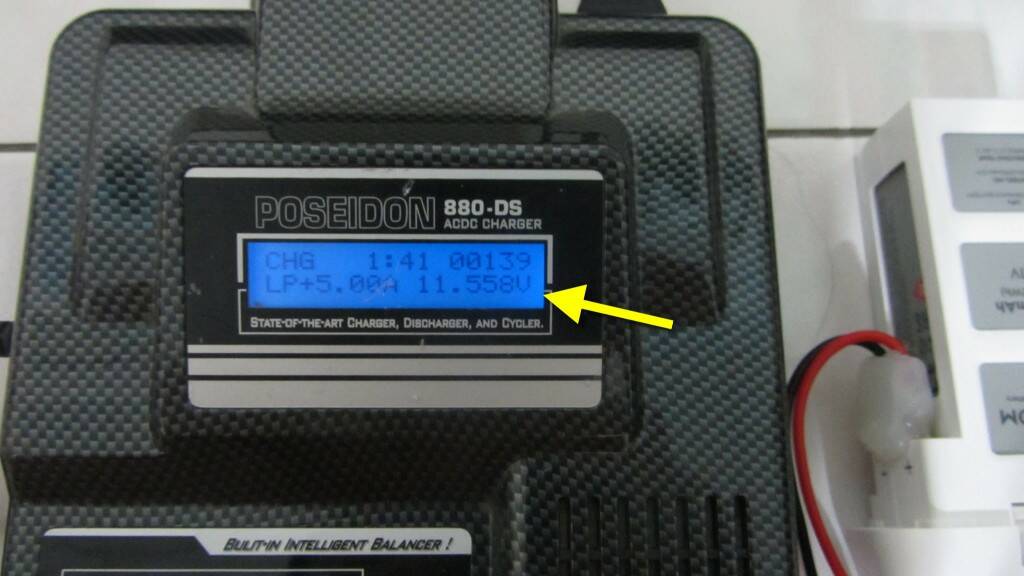 POSEIDON 880-DS
ACDC CHARGER
CHG 1:41 00139
LP+5.00A 11.558V
STATE-OF-THE-ART CHARGER, DISCHARGER, AND CYCLER.
BUILT-IN INTELLIGENT BALANCER !
mAh